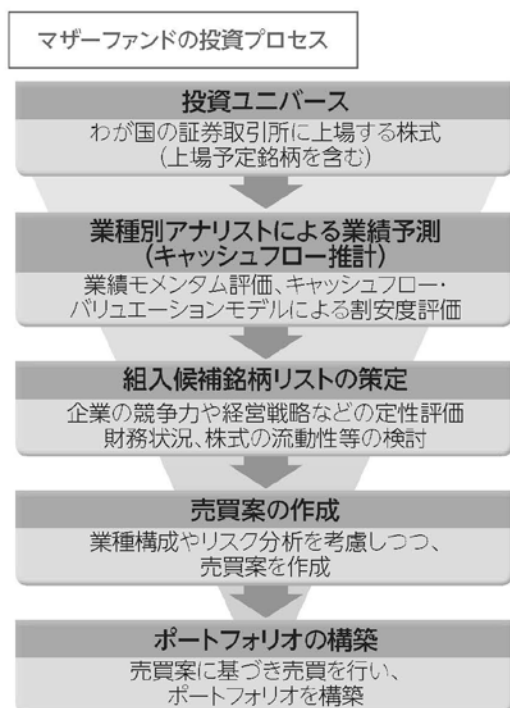 マザーファンドの投資プロセス
投資ユニバース
わが国の証券取引所に上場する株式
(上場予定銘柄を含む)
業種別アナリストによる業績予測
(キャッシュフロー推計)
業績モメンタム評価、キャッシュフロー・
バリュエーションモデルによる割安度評価
組入候補銘柄リストの策定
企業の競争力や経営戦略などの定性評価
財務状況、株式の流動性等の検討
売買案の作成
業種構成やリスク分析を考慮しつつ、
売買案を作成
ポートフォリオの構築
売買案に基づき売買を行い、
ポートフォリオを構築